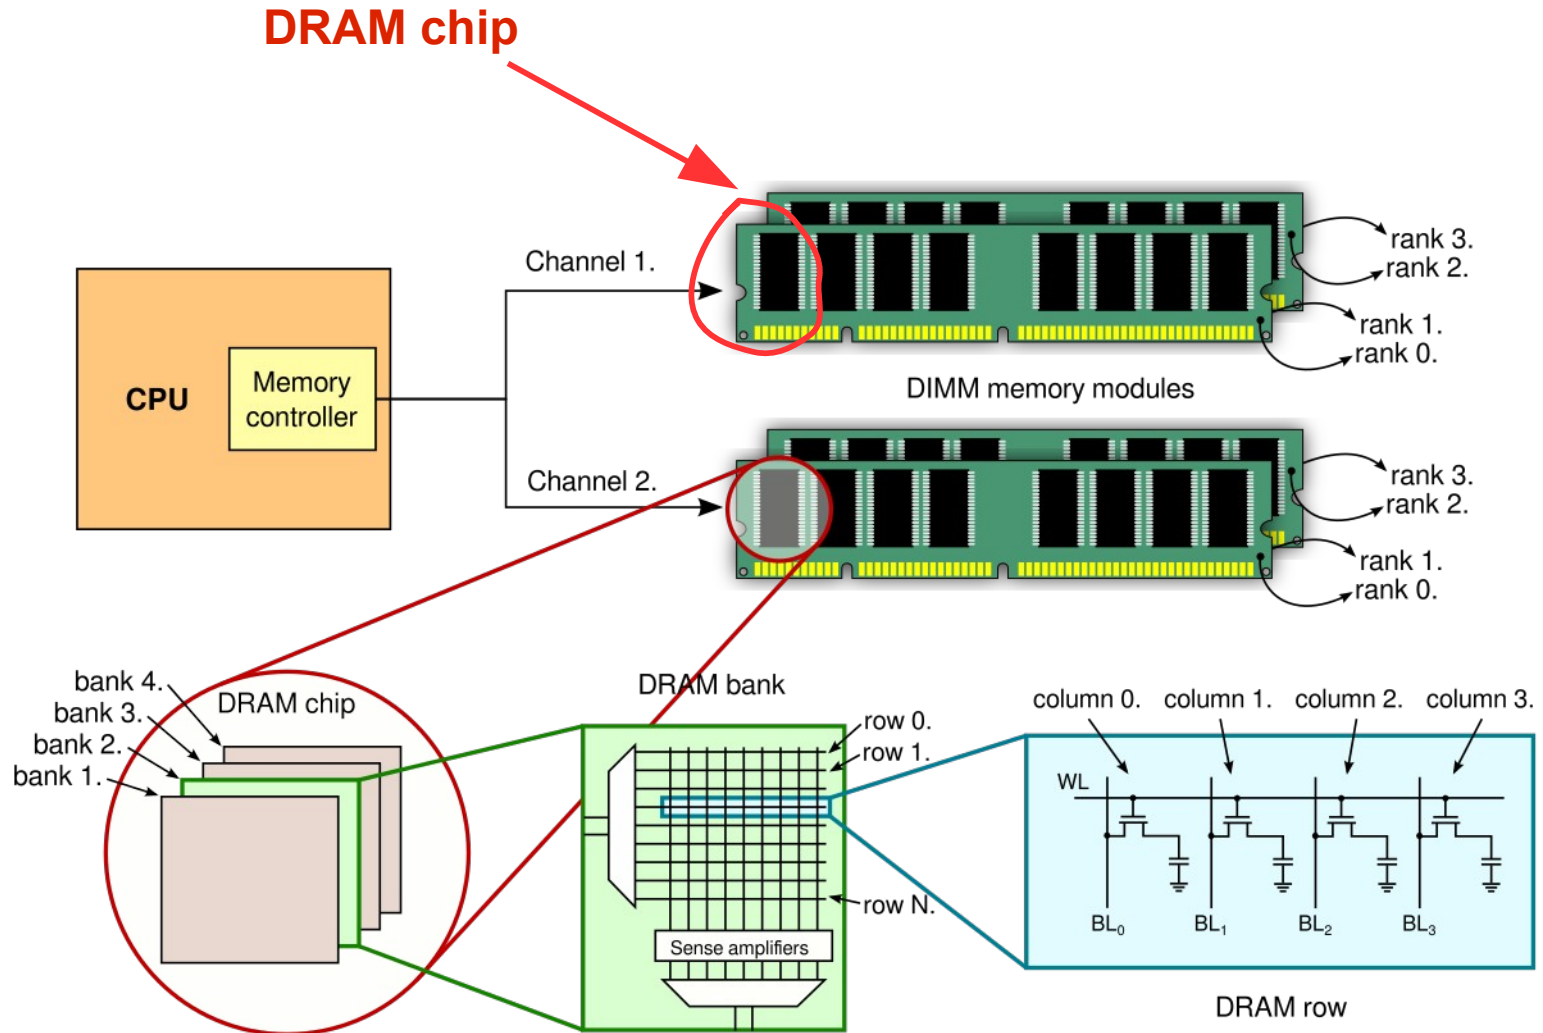 DRAM chip
Channel 1.
rank 3.
rank 2.
rank 1.
rank 0.
CPU
Memory
controller
DIMM memory modules
Channel 2.
rank 3.
rank 2.
rank 1.
rank 0.
bank 4.
bank 3.
bank 2.
bank 1.
DRAM chip
DRAM bank
row 0.
row 1.
row N.
Sense amplifiers
column 0.
column 1.
column 2.
column 3.
WL
BL₀
BL₁
BL₂
BL₃
DRAM row